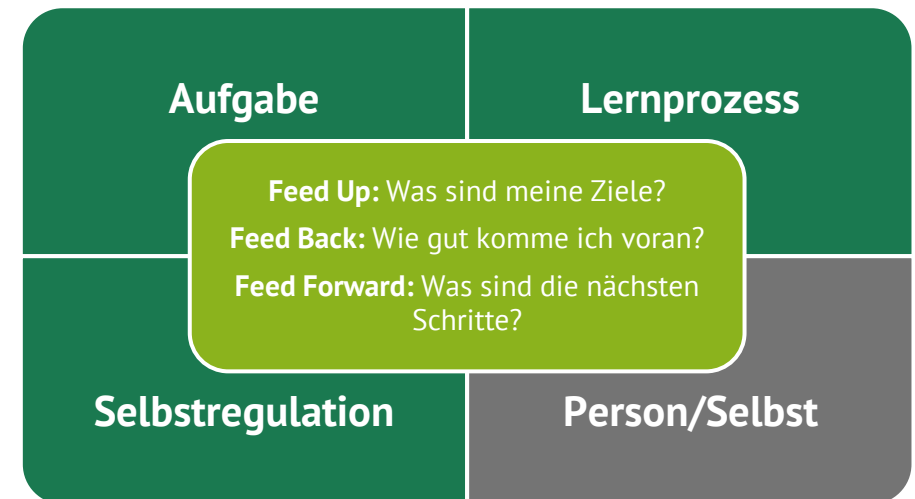 Aufgabe
Lernprozess
Feed Up: Was sind meine Ziele?
Feed Back: Wie gut komme ich voran?
Feed Forward: Was sind die nächsten
Schritte?
Selbstregulation
Person/Selbst